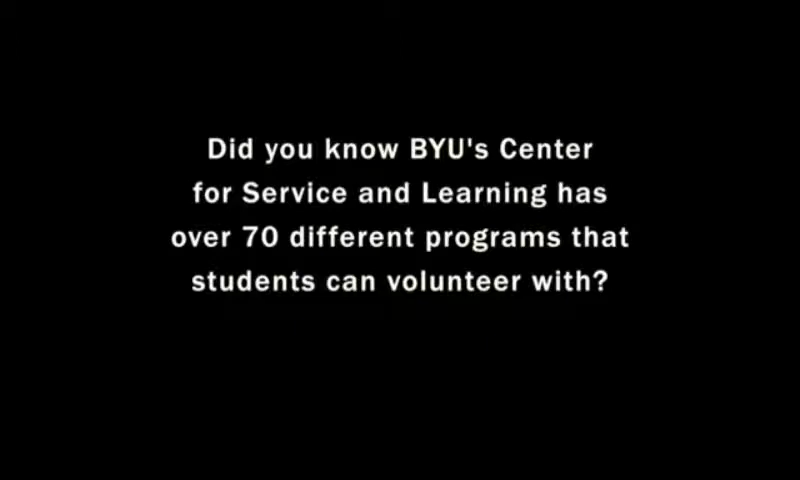 Did you know BYU's Center
for Service and Learning has
over 70 different programs that
students can volunteer with?